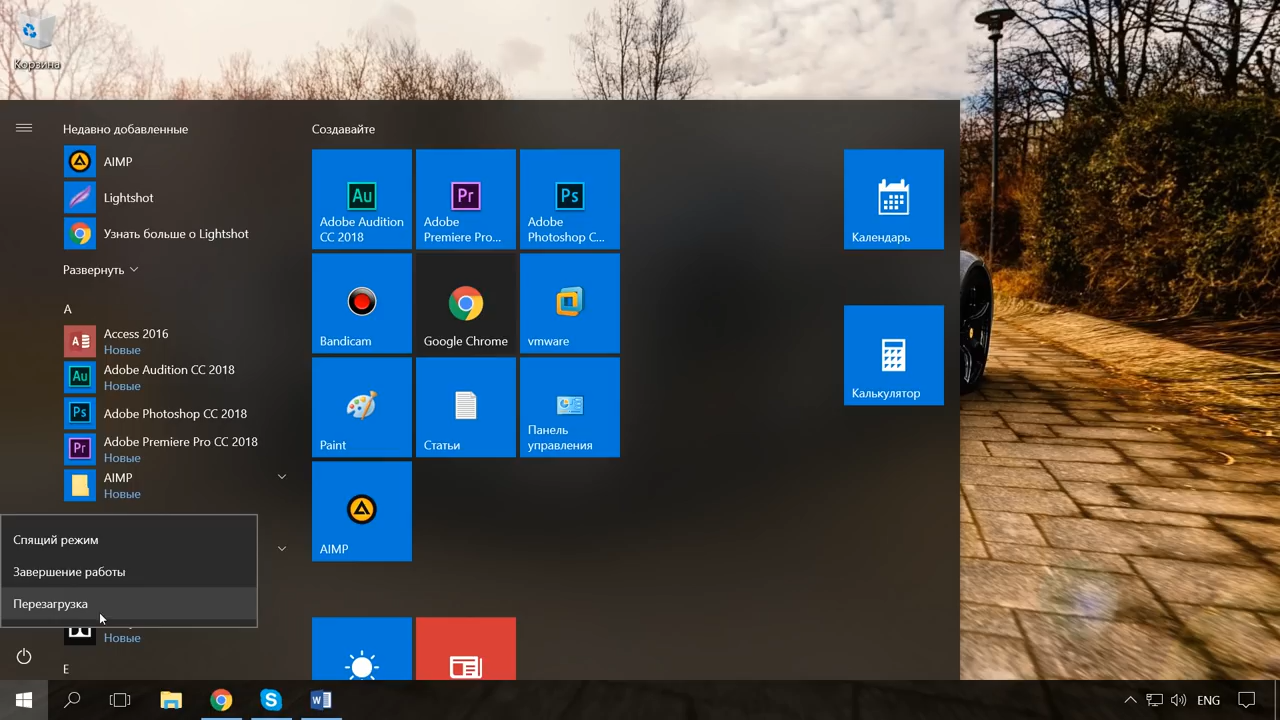 Корзина
Недавно добавленные
AIMP
Lightshot
Узнать больше о Lightshot
Развернуть
A
Access 2016
Новые
Adobe Audition CC 2018
Новые
Adobe Photoshop CC 2018
Adobe Premiere Pro CC 2018
Новые
AIMP
Новые
Спящий режим
Завершение работы
Перезагрузка
Новые
E
Создавайте
Au
Adobe Audition
CC 2018
Pr
Adobe
Premiere Pro...
Ps
Adobe
Photoshop C...
Bandicam
Google Chrome
vmware
Paint
Статьи
Панель
управления
AIMP
Календарь
Калькулятор
ENG